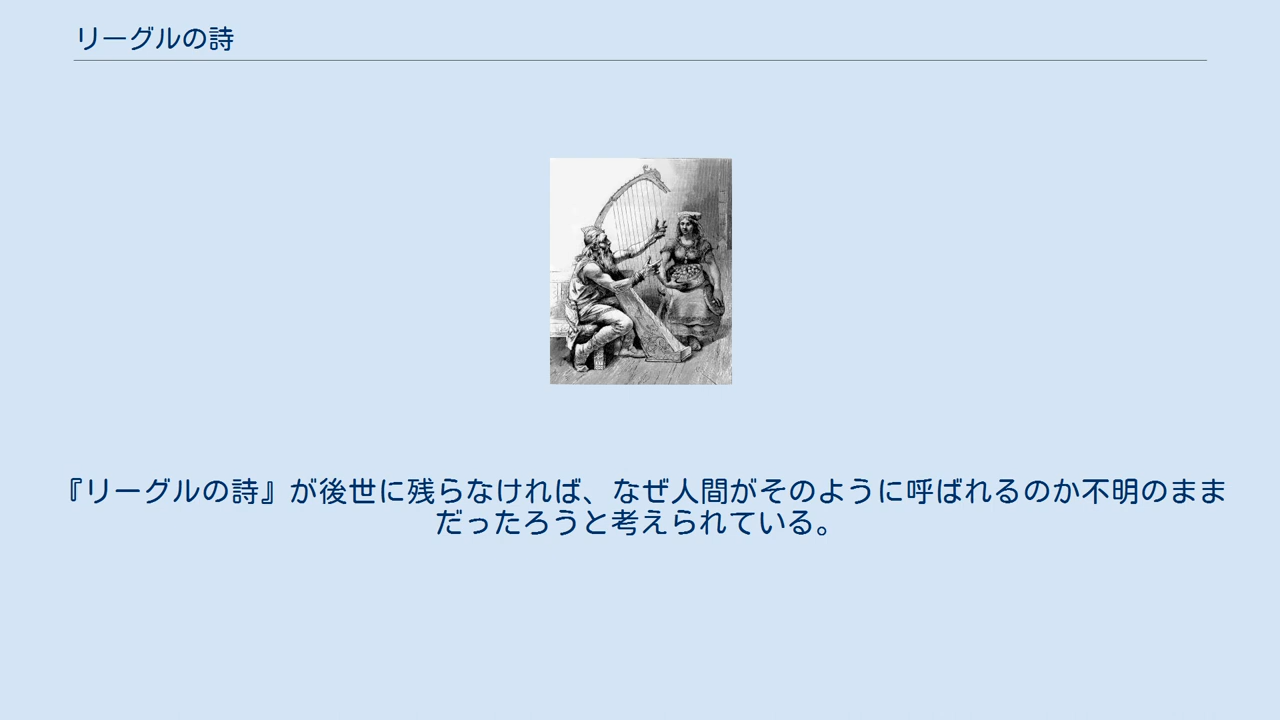 リーグルの詩
『リーグルの詩』が後世に残らなければ、なぜ人間がそのように呼ばれるのか不明のまま
だったろうと考えられている。